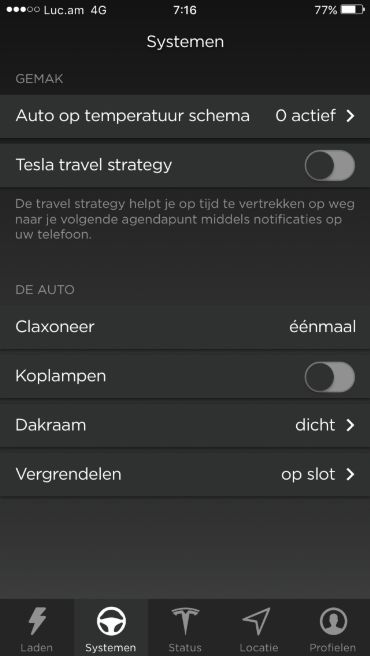 Luc.am 4G 7:16 77%
Systemen
GEMAK
Auto op temperatuur schema 0 actief
Tesla travel strategy
De travel strategy helpt je op tijd te vertrekken op weg
naar je volgende agendapunt middels notificaties op
uw telefoon.
DE AUTO
Claxoneer éénmaal
Koplampen
Dakraam dicht
Vergrendelen op slot
Laden Systemen Status Locatie Profielen